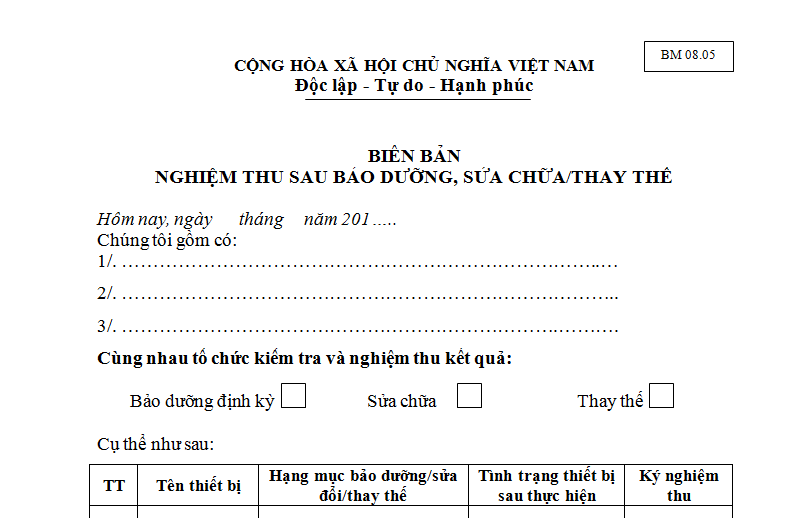 BM 08.05
CỘNG HÒA XÃ HỘI CHỦ NGHĨA VIỆT NAM
Độc lập - Tự do - Hạnh phúc
BIÊN BẢN
NGHIỆM THU SAU BẢO DƯỠNG, SỬA CHỮA/THAY THẾ
Hôm nay, ngày tháng năm 201…..
Chúng tôi gồm có:
1/. ……………………………………………………………………..…
2/. ………………………………………………………………………..
3/. ……………………………………………………………….……….
Cùng nhau tổ chức kiểm tra và nghiệm thu kết quả:
Bảo dưỡng định kỳ Sửa chữa Thay thế
Cụ thể như sau:
TT Tên thiết bị Hạng mục bảo dưỡng/sửa đổi/thay thế Tình trạng thiết bị sau thực hiện Ký nghiệm thu